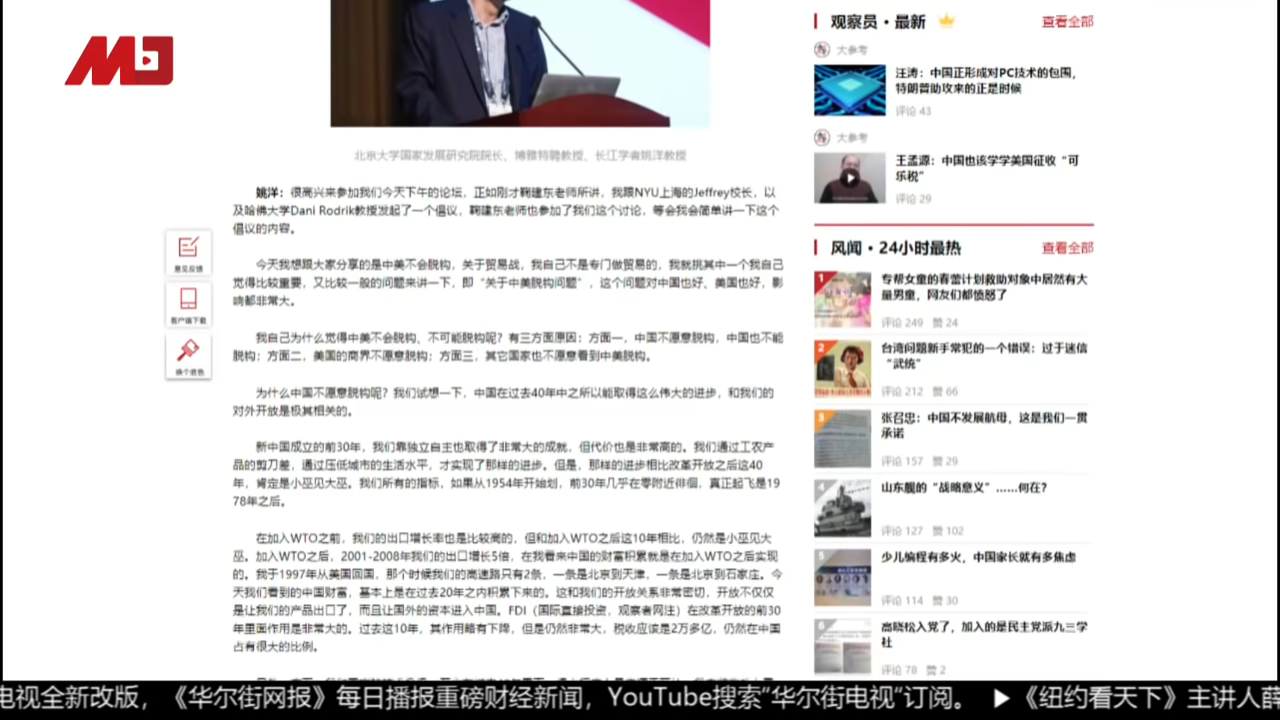 北京大学国家发展研究院院长、博雅特聘教授、长江学者姚洋教授
姚洋：很高兴来参加我们今天下午的论坛，正如刚才鞠建东老师所讲，我跟NYU上海的Jeffrey校长，以
及哈佛大学Dani Rodrik教授发起了一个倡议，鞠建东老师也参加了我们这个讨论，等会我会简单讲一下这个
倡议的内容。
今天我想跟大家分享的是中美不会脱钩，关于贸易战，我自己不是专门做贸易的，我就挑其中一个我自己
觉得比较重要，又比较一般的问题来讲一下，即“关于中美脱钩问题”，这个问题对中国也好、美国也好，影
响都非常大。
我自己为什么觉得中美不会脱钩、不可能脱钩呢？有三方面原因：方面一，中国不愿意脱钩，中国也不能
脱钩；方面二，美国的商界不愿意脱钩；方面三，其它国家也不愿意看到中美脱钩。
为什么中国不愿意脱钩呢？我们试想一下，中国在过去40年中之所以能取得这么伟大的进步，和我们的
对外开放是极其相关的。
新中国成立的前30年，我们靠独立自主也取得了非常大的成就，但代价也是非常高的。我们通过工农产
品的剪刀差，通过压低城市的生活水平，才实现了那样的进步。但是，那样的进步相比改革开放之后这40
年，肯定是小巫见大巫。我们所有的指标，如果从1954年开始划，前30年几乎在零附近徘徊，真正起飞是19
78年之后。
在加入WTO之前，我们的出口增长率也是比较高的，但和加入WTO之后这10年相比，仍然是小巫见大
巫。加入WTO之后，2001-2008年我们的出口增长5倍，在我看来中国的财富积累就是在加入WTO之后实现
的。我于1997年从美国回国，那个时候我们的高速路只有2条，一条是北京到天津，一条是北京到石家庄。今
天我们看到的中国财富，基本上是在过去20年之内积累下来的。这和我们的开放关系非常密切，开放不仅仅
是让我们的产品出口了，而且让国外的资本进入中国。FDI（国际直接投资，观察者网注）在改革开放的前30
年里面作用是非常大的。过去这10年，其作用略有下降，但是仍然非常大，税收应该是2万多亿，仍然在中国
占有很大的比例。
意见反馈
客户端下载
换个底色
观察员·最新 查看全部
大参考
汪涛：中国正形成对PC技术的包围，
特朗普助攻来的正是时候
评论 43
大参考
王孟源：中国也该学学美国征收“可
乐税”
评论 29
风闻·24小时最热 查看全部
1
专帮女童的春蕾计划救助对象中居然有大
量男童，网友们都愤怒了
评论 249 赞 24
2
台湾问题新手常犯的一个错误：过于迷信
“武统”
评论 212 赞 66
3
张召忠：中国不发展航母，这是我们一贯
承诺
评论 157 赞 29
4
山东舰的“战略意义”……何在？
评论 127 赞 102
5
少儿编程有多火，中国家长就有多焦虑
评论 114 赞 30
6
高晓松入党了，加入的是民主党派九三学
社
评论 78 赞 2
电视全新改版，《华尔街网报》每日播报重磅财经新闻，YouTube搜索“华尔街电视”订阅。 ▶《纽约看天下》主讲人薛